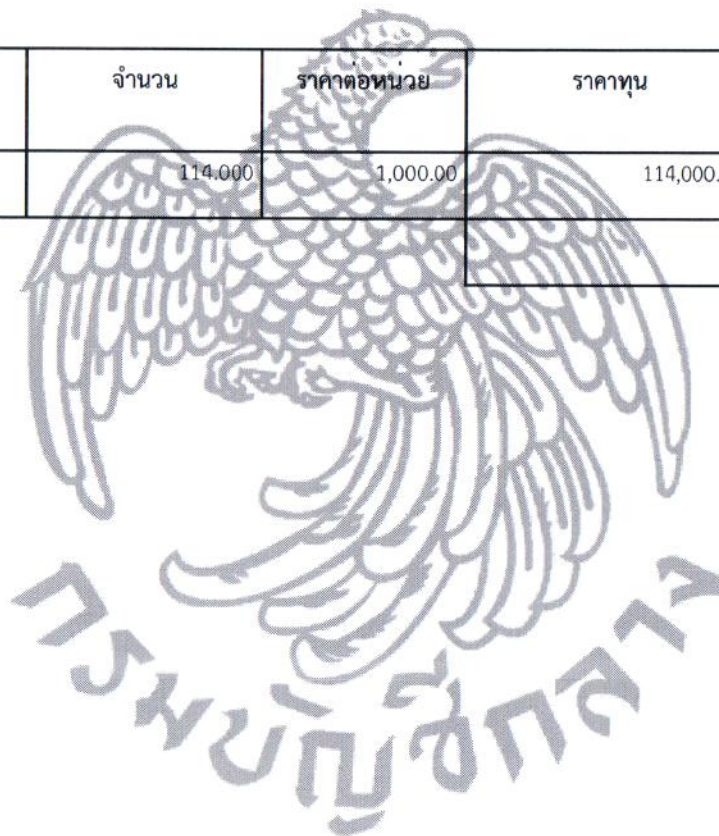 จำนวน ราคาต่อหน่วย ราคาทุน
114.000 1,000.00 114,000.
กรมบัญชีกลาง